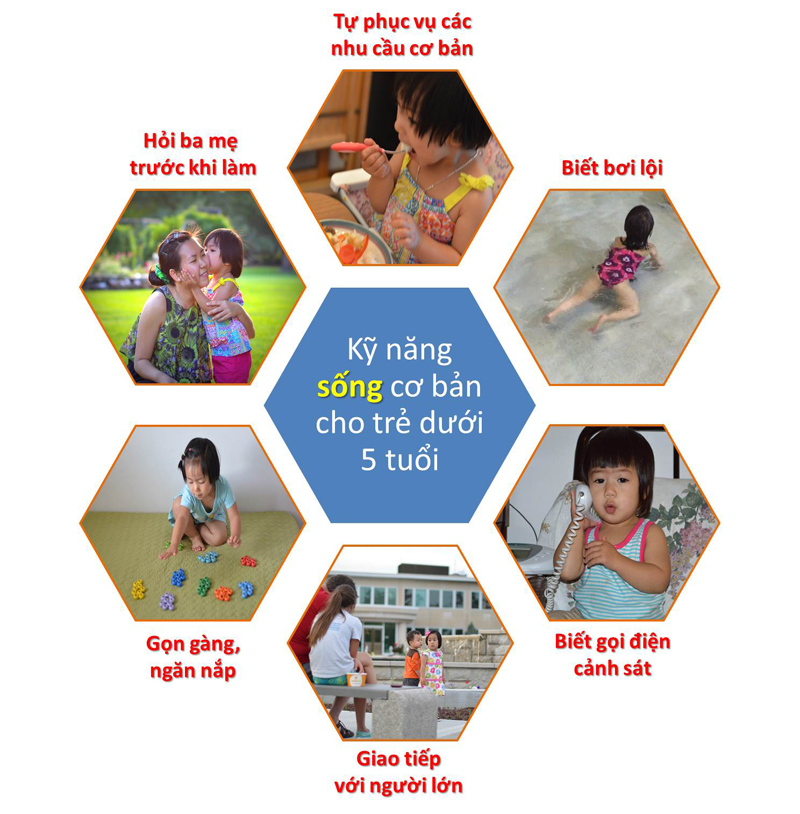 Tự phục vụ các
nhu cầu cơ bản
Hỏi ba mẹ
trước khi làm
Biết bơi lội
Kỹ năng
sống cơ bản
cho trẻ dưới
5 tuổi
Gọn gàng,
ngăn nắp
Biết gọi điện
cảnh sát
Giao tiếp
với người lớn